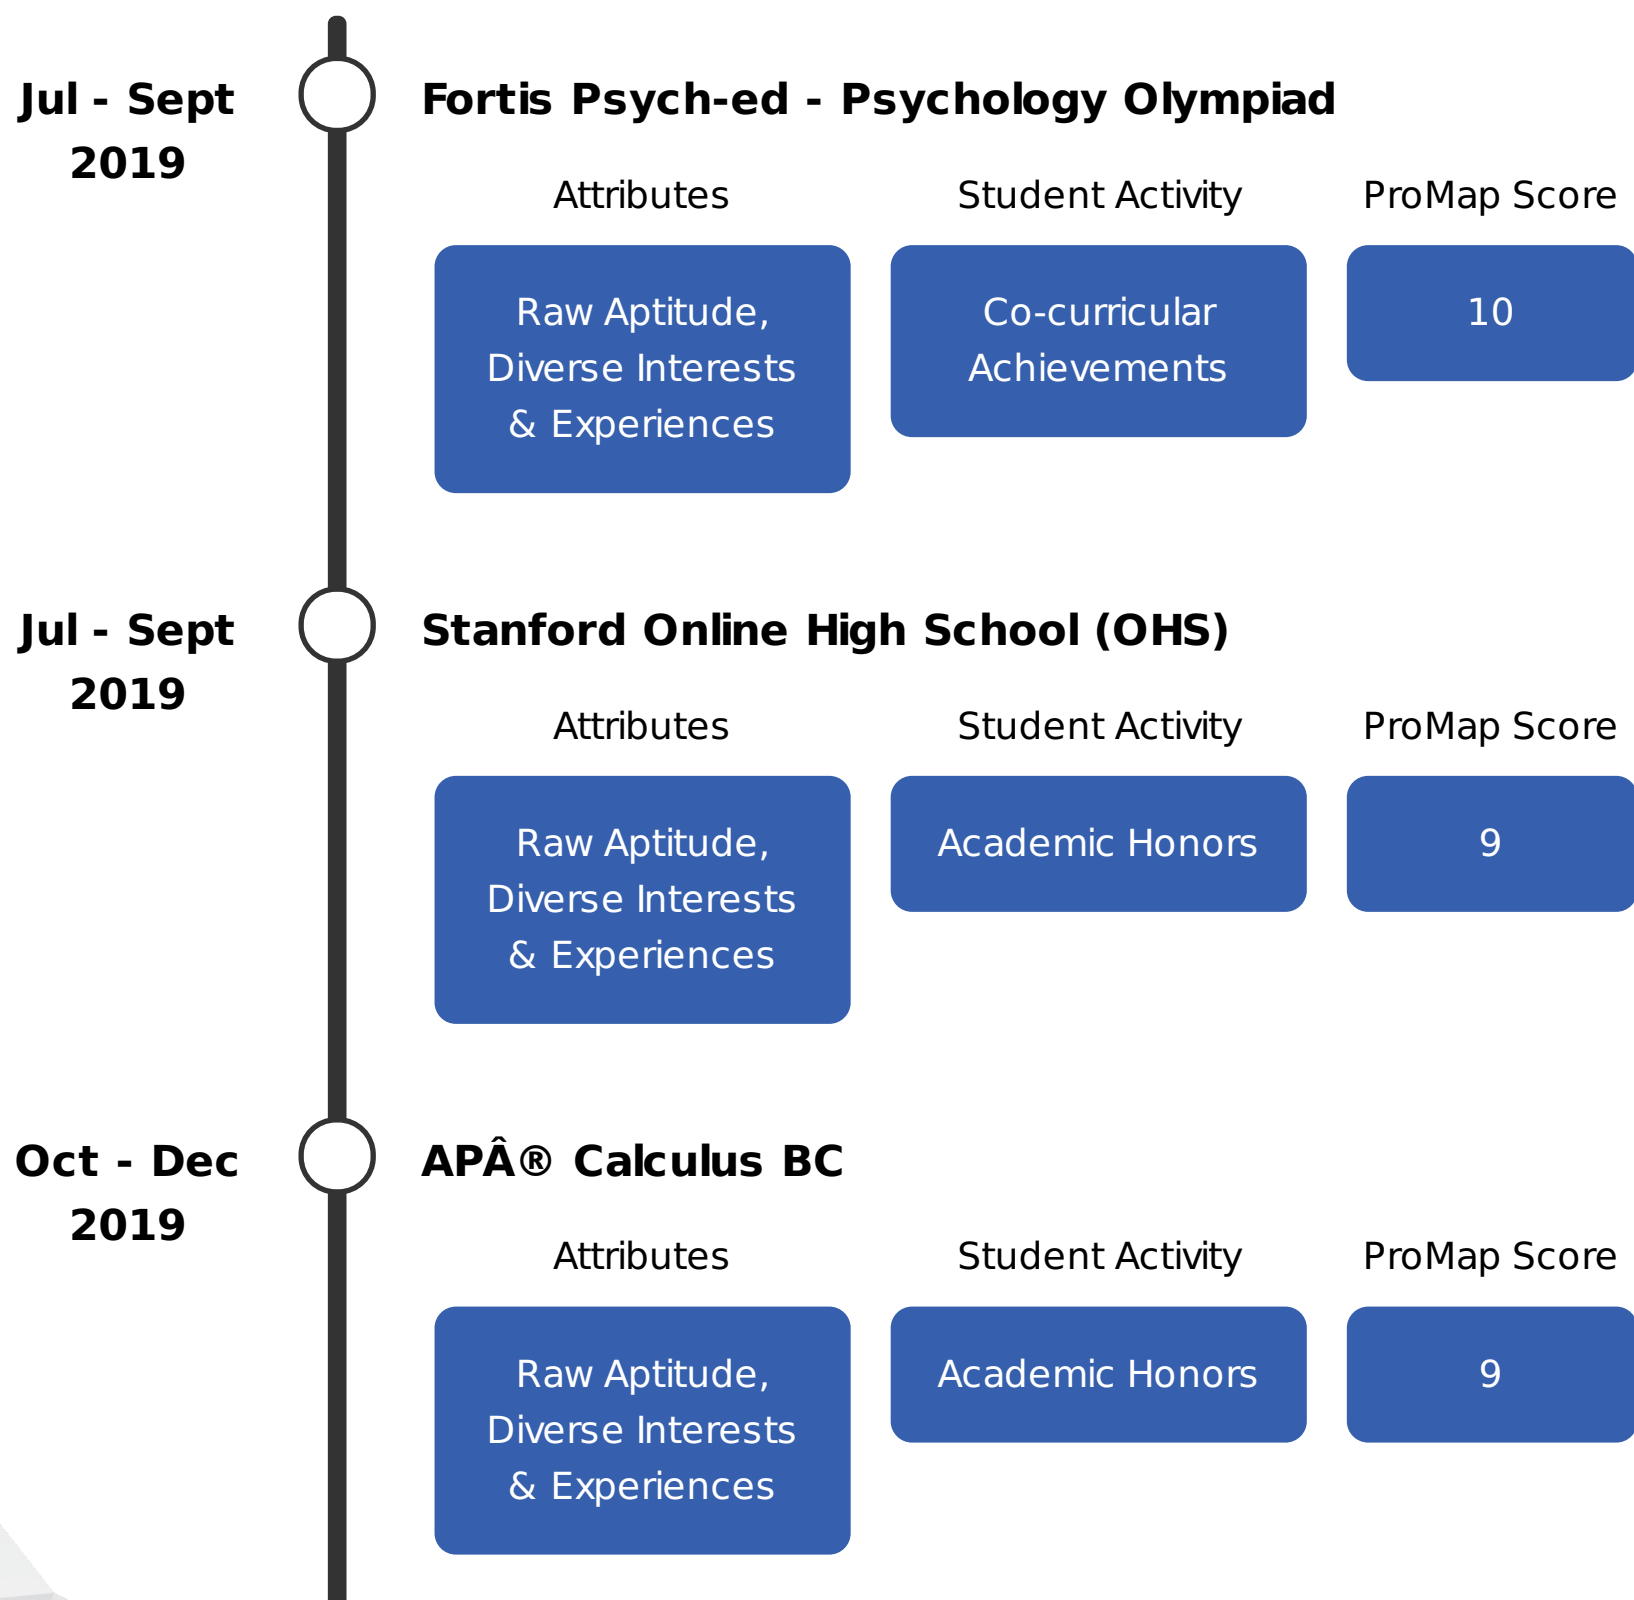 Jul - Sept
2019
Fortis Psych-ed - Psychology Olympiad
Attributes
Student Activity
ProMap Score
Raw Aptitude,
Diverse Interests
& Experiences
Co-curricular
Achievements
10
Jul - Sept
2019
Stanford Online High School (OHS)
Attributes
Student Activity
ProMap Score
Raw Aptitude,
Diverse Interests
& Experiences
Academic Honors
9
Oct - Dec
2019
APÂ® Calculus BC
Attributes
Student Activity
ProMap Score
Raw Aptitude,
Diverse Interests
& Experiences
Academic Honors
9